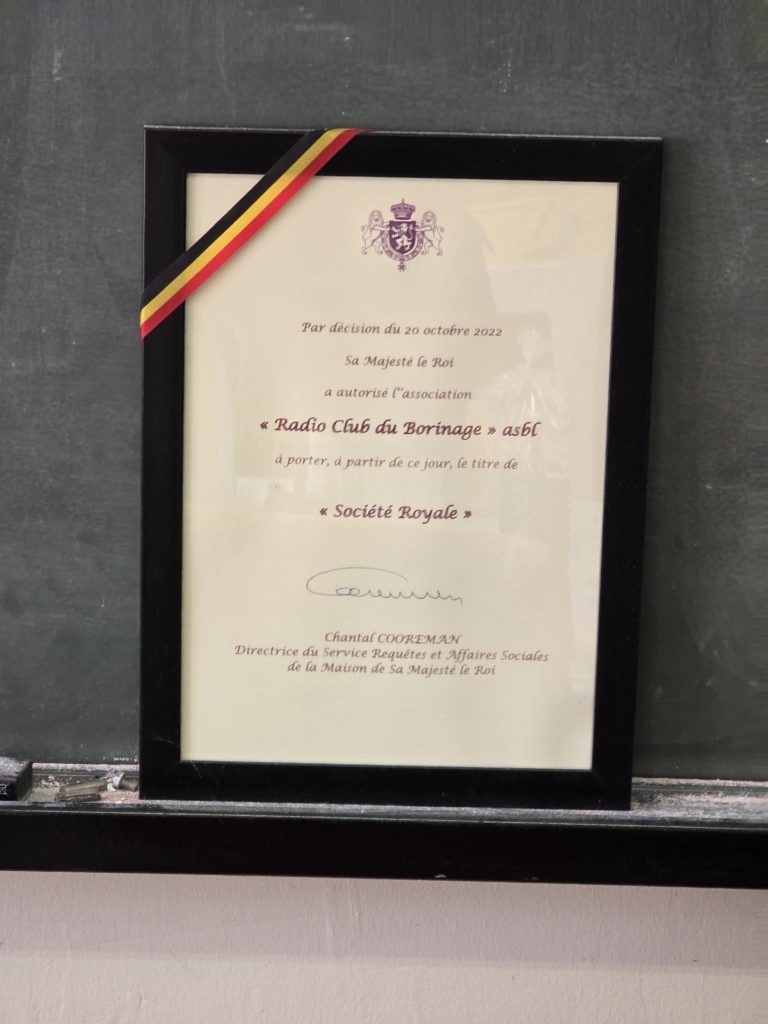 Par décision du 20 octobre 2022
Sa Majesté le Roi
a autorisé l''association
« Radio Club du Borinage » asbl
à porter, à partir de ce jour, le titre de
« Société Royale »
Cooremen
Chantal COOREMAN
Directrice du Service Requêtes et Affaires Sociales
de la Maison de Sa Majesté le Roi